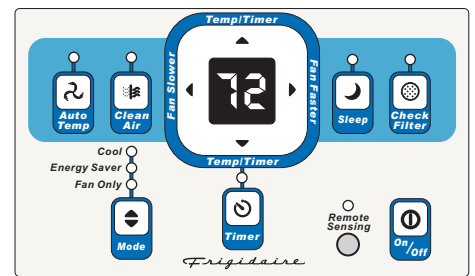 Temp/Timer
Fan Slower
72
Fan Faster
Auto
Temp
Clean
Air
Sleep
Check
Filter
Temp/Timer
Cool
Energy Saver
Fan Only
Mode
Timer
Remote
Sensing
On/Off
Frigidaire